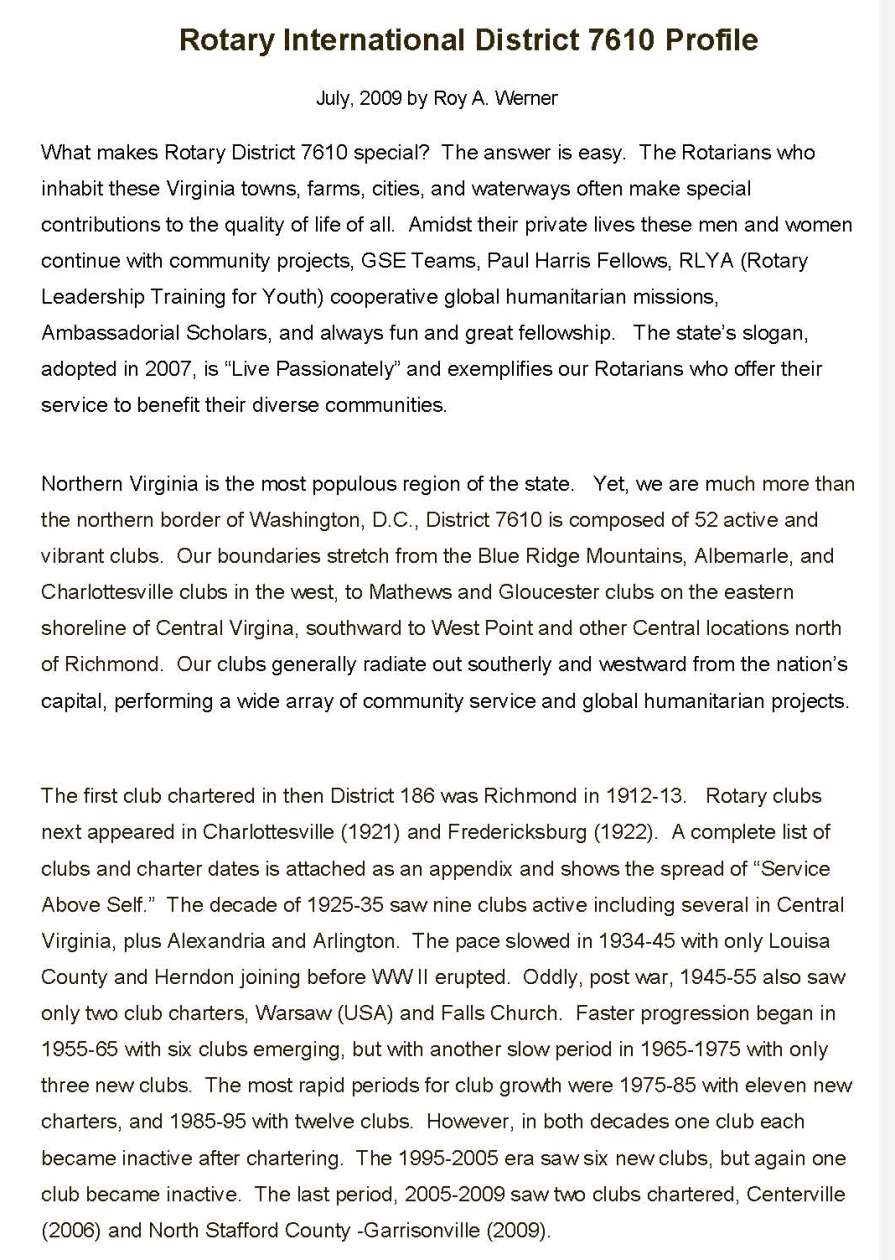 Rotary International District 7610 Profile
July, 2009 by Roy A. Werner
What makes Rotary District 7610 special?  The answer is easy.  The Rotarians who
inhabit these Virginia towns, farms, cities, and waterways often make special
contributions to the quality of life of all.  Amidst their private lives these men and women
continue with community projects, GSE Teams, Paul Harris Fellows, RLYA (Rotary
Leadership Training for Youth) cooperative global humanitarian missions,
Ambassadorial Scholars, and always fun and great fellowship.   The state's slogan,
adopted in 2007, is “Live Passionately” and exemplifies our Rotarians who offer their
service to benefit their diverse communities.
Northern Virginia is the most populous region of the state.   Yet, we are much more than
the northern border of Washington, D.C., District 7610 is composed of 52 active and
vibrant clubs.  Our boundaries stretch from the Blue Ridge Mountains, Albemarle, and
Charlottesville clubs in the west, to Mathews and Gloucester clubs on the eastern
shoreline of Central Virgina, southward to West Point and other Central locations north
of Richmond.  Our clubs generally radiate out southerly and westward from the nation's
capital, performing a wide array of community service and global humanitarian projects.
The first club chartered in then District 186 was Richmond in 1912-13.   Rotary clubs
next appeared in Charlottesville (1921) and Fredericksburg (1922).  A complete list of
clubs and charter dates is attached as an appendix and shows the spread of “Service
Above Self.”  The decade of 1925-35 saw nine clubs active including several in Central
Virginia, plus Alexandria and Arlington.  The pace slowed in 1934-45 with only Louisa
County and Herndon joining before WW II erupted.  Oddly, post war, 1945-55 also saw
only two club charters, Warsaw (USA) and Falls Church.  Faster progression began in
1955-65 with six clubs emerging, but with another slow period in 1965-1975 with only
three new clubs.  The most rapid periods for club growth were 1975-85 with eleven new
charters, and 1985-95 with twelve clubs.  However, in both decades one club each
became inactive after chartering.  The 1995-2005 era saw six new clubs, but again one
club became inactive.  The last period, 2005-2009 saw two clubs chartered, Centerville
(2006) and North Stafford County -Garrisonville (2009).